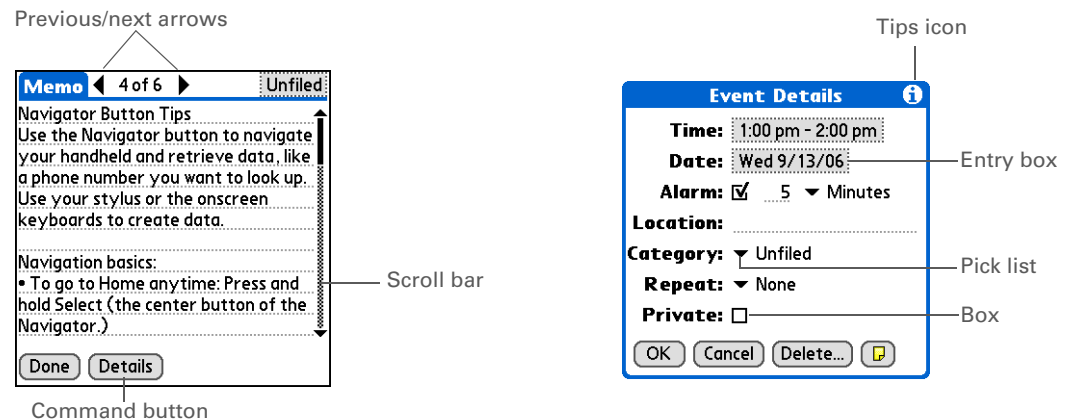 Previous/next arrows
Memo 4 of 6 Unfiled
Navigator Button Tips
Use the Navigator button to navigate
your handheld and retrieve data, like
a phone number you want to look up.
Use your stylus or the onscreen
keyboards to create data.
Navigation basics:
• To go to Home anytime: Press and
hold Select (the center button of the
Navigator.)
Done Details
Scroll bar
Command button
Tips icon
Event Details i
Time: 1:00 pm - 2:00 pm
Date: Wed 9/13/06
Entry box
Alarm: 5 Minutes
Location:
Category: Unfiled
Pick list
Repeat: None
Private:
Box
OK Cancel Delete...